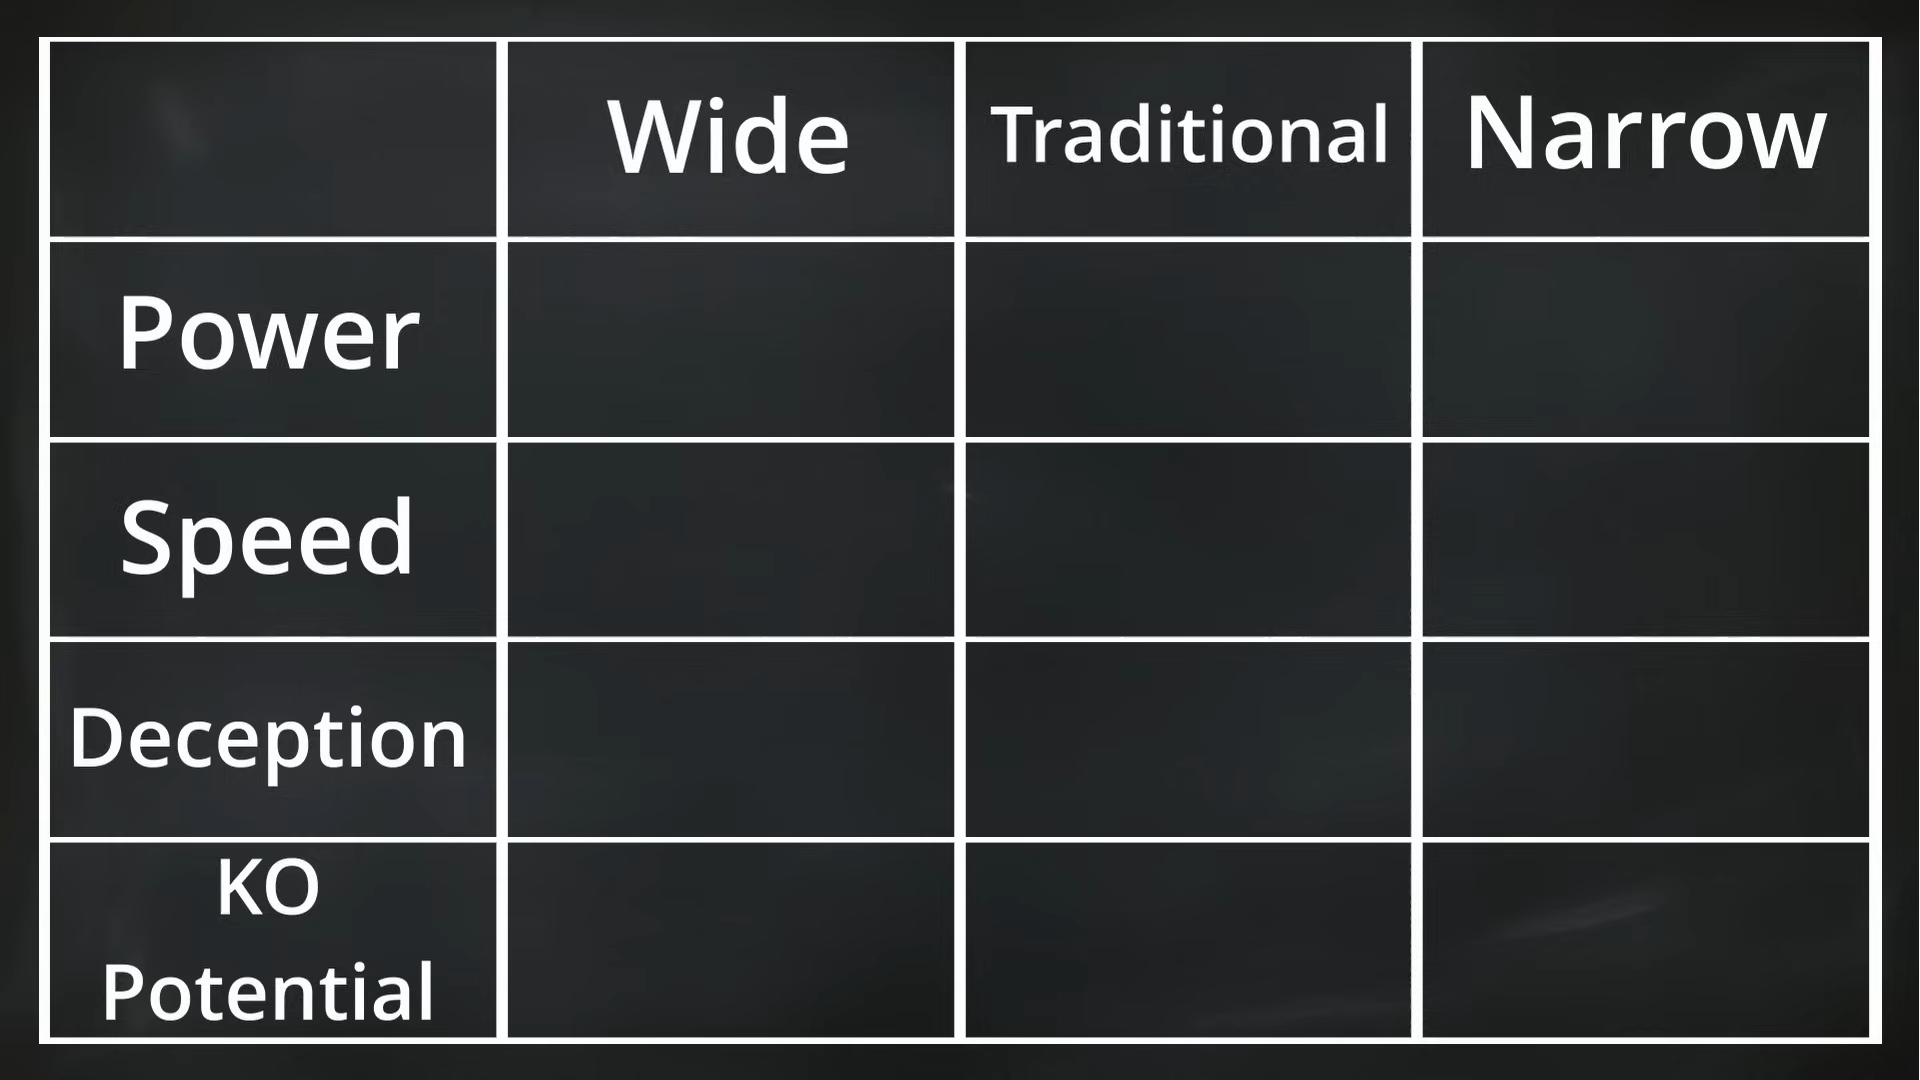 Wide
Traditional
Narrow
Power
Speed
Deception
KO
Potential